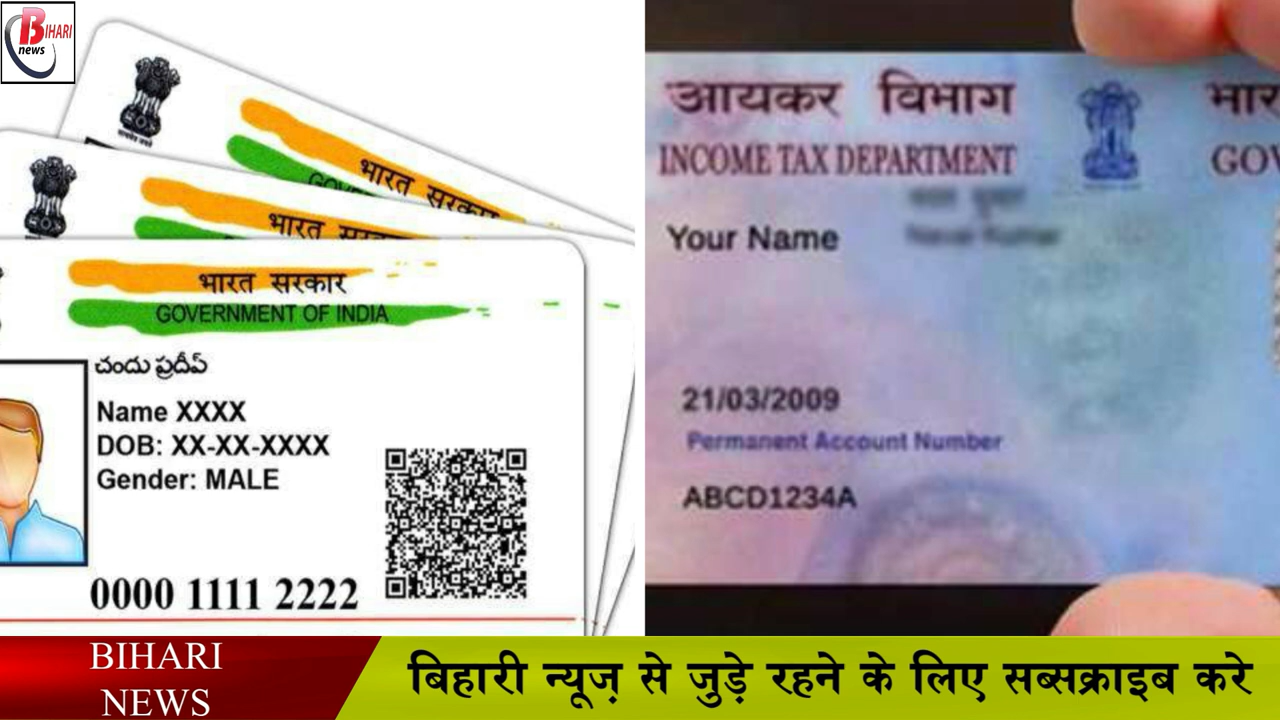 BIHARI
news
भारत सरकार
GOV
भारत सरका
भारत सरकार
GOVERNMENT OF INDIA
చందు ప్రదీప్
Name XXXX
DOB: XX-XX-XXXX
Gender: MALE
0000 1111 2222
आयकर विभाग
INCOME TAX DEPARTMENT
भार
GOV
Your Name
21/03/2009
Permanent Account Number
ABCD1234A
BIHARI
NEWS
बिहारी न्यूज़ से जुड़े रहने के लिए सब्सक्राइब करे